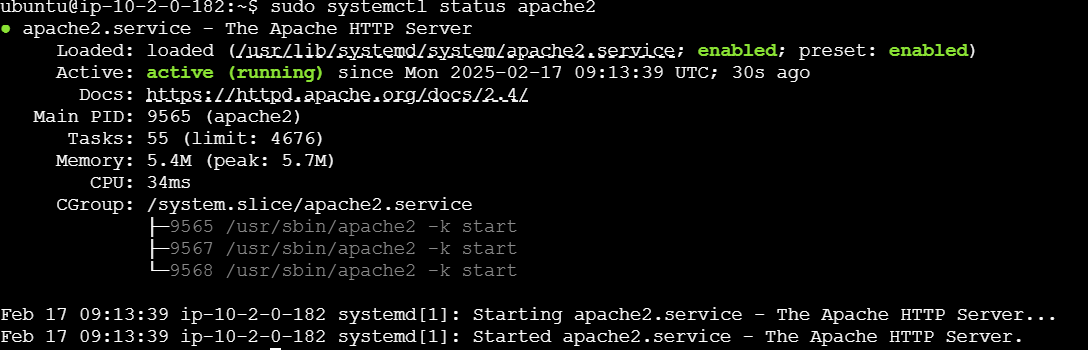 ubuntu@ip-10-2-0-182:~$ sudo systemctl status apache2
● apache2.service - The Apache HTTP Server
     Loaded: loaded (/usr/lib/systemd/system/apache2.service; enabled; preset: enabled)
     Active: active (running) since Mon 2025-02-17 09:13:39 UTC; 30s ago
       Docs: https://httpd.apache.org/docs/2.4/
   Main PID: 9565 (apache2)
      Tasks: 55 (limit: 4676)
     Memory: 5.4M (peak: 5.7M)
        CPU: 34ms
     CGroup: /system.slice/apache2.service
             ├─9565 /usr/sbin/apache2 -k start
             ├─9567 /usr/sbin/apache2 -k start
             └─9568 /usr/sbin/apache2 -k start
Feb 17 09:13:39 ip-10-2-0-182 systemd[1]: Starting apache2.service - The Apache HTTP Server...
Feb 17 09:13:39 ip-10-2-0-182 systemd[1]: Started apache2.service - The Apache HTTP Server.